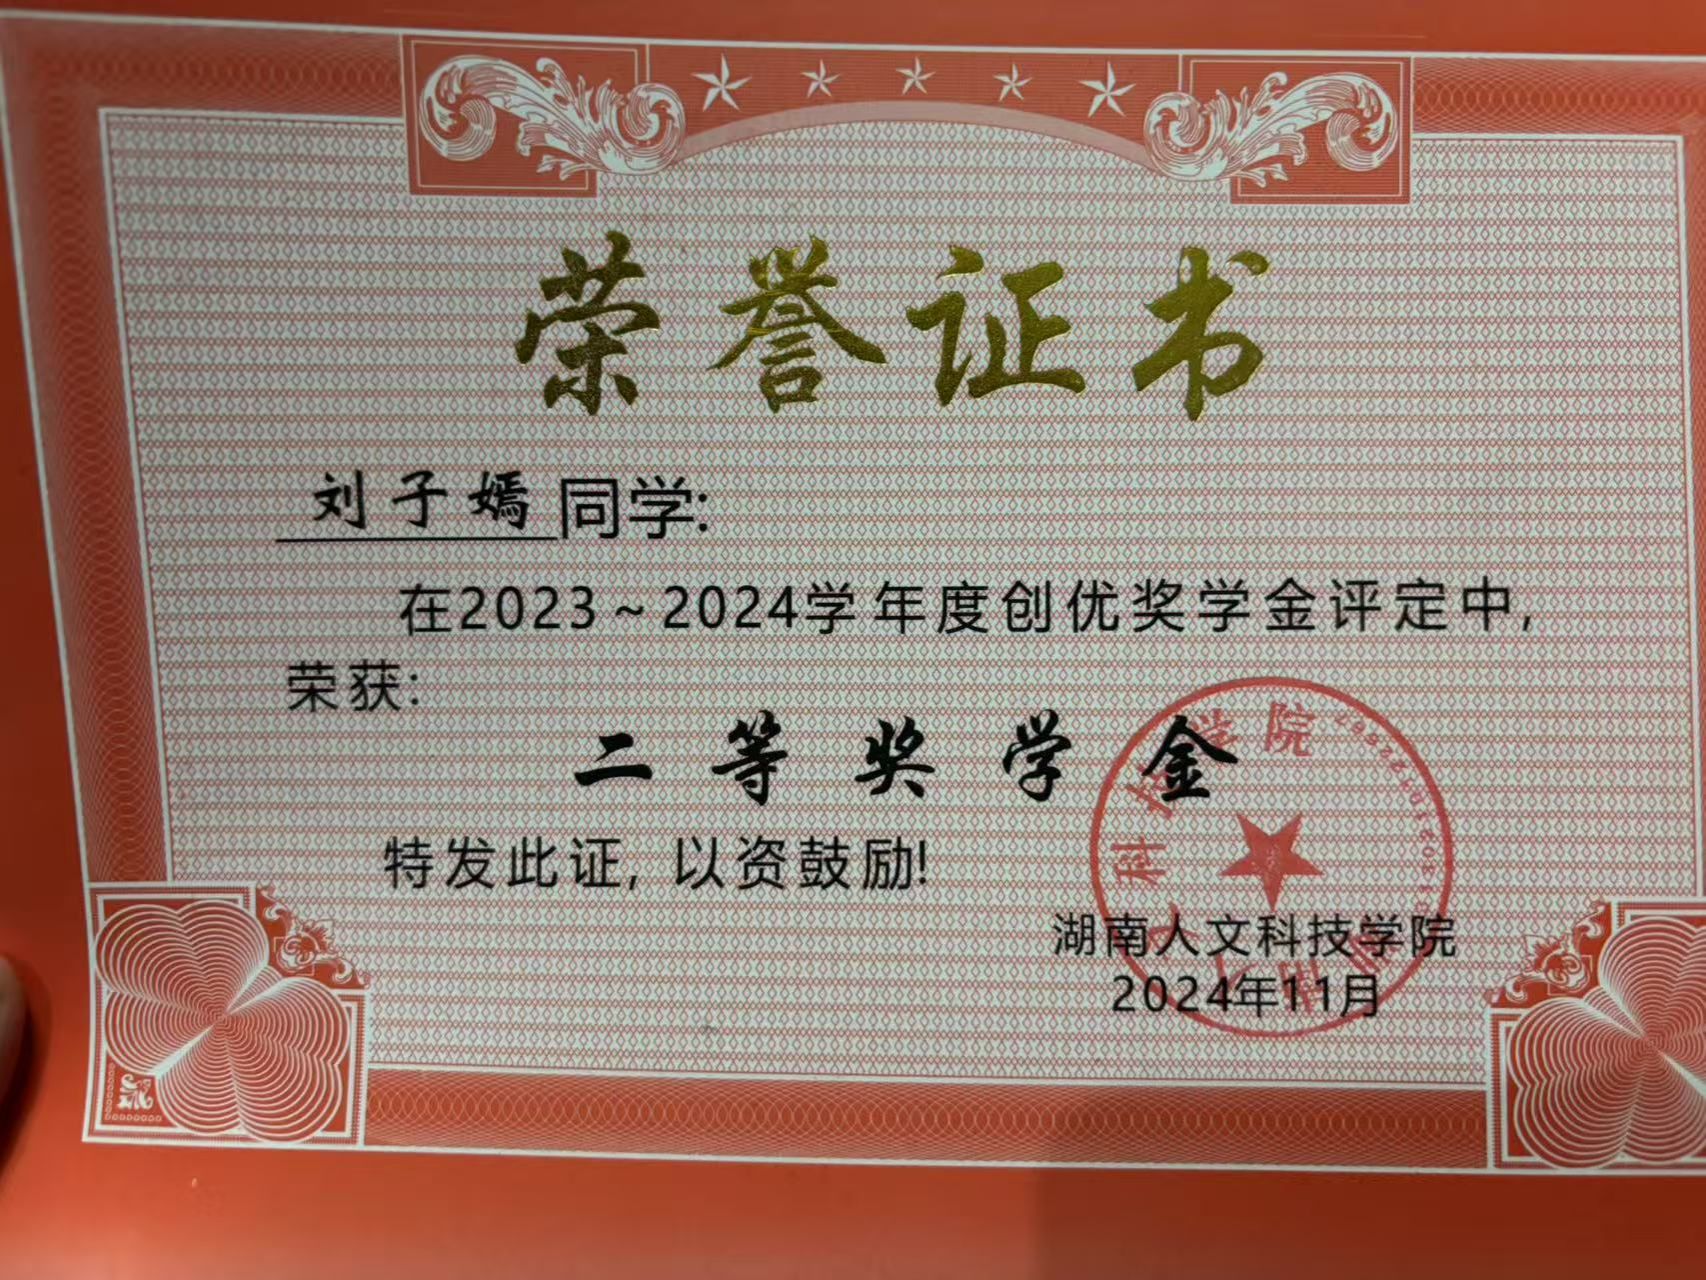 荣誉证书
刘子嫣同学:
在2023~2024学年度创优奖学金评定中,
荣获:
二等奖学金
特发此证, 以资鼓励!
湖南人文科技学院
2024年11月